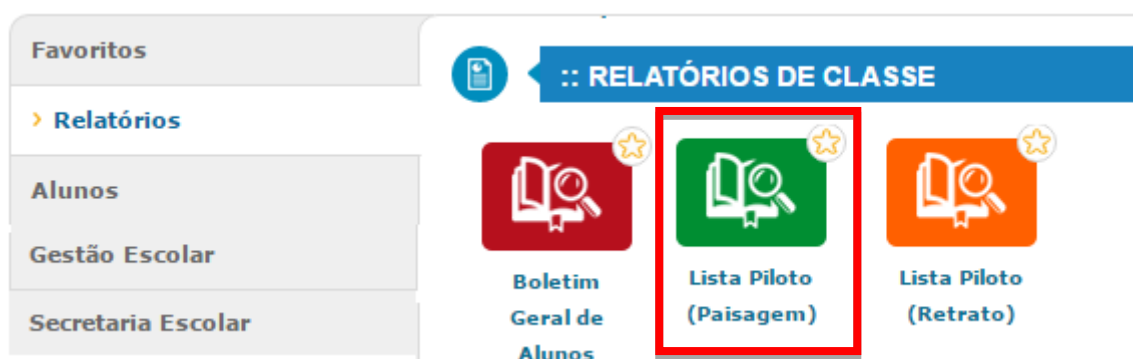 Favoritos
Relatórios
Alunos
Gestão Escolar
Secretaria Escolar
:: RELATÓRIOS DE CLASSE
Boletim
Geral de
Alunos
Lista Piloto
(Paisagem)
Lista Piloto
(Retrato)